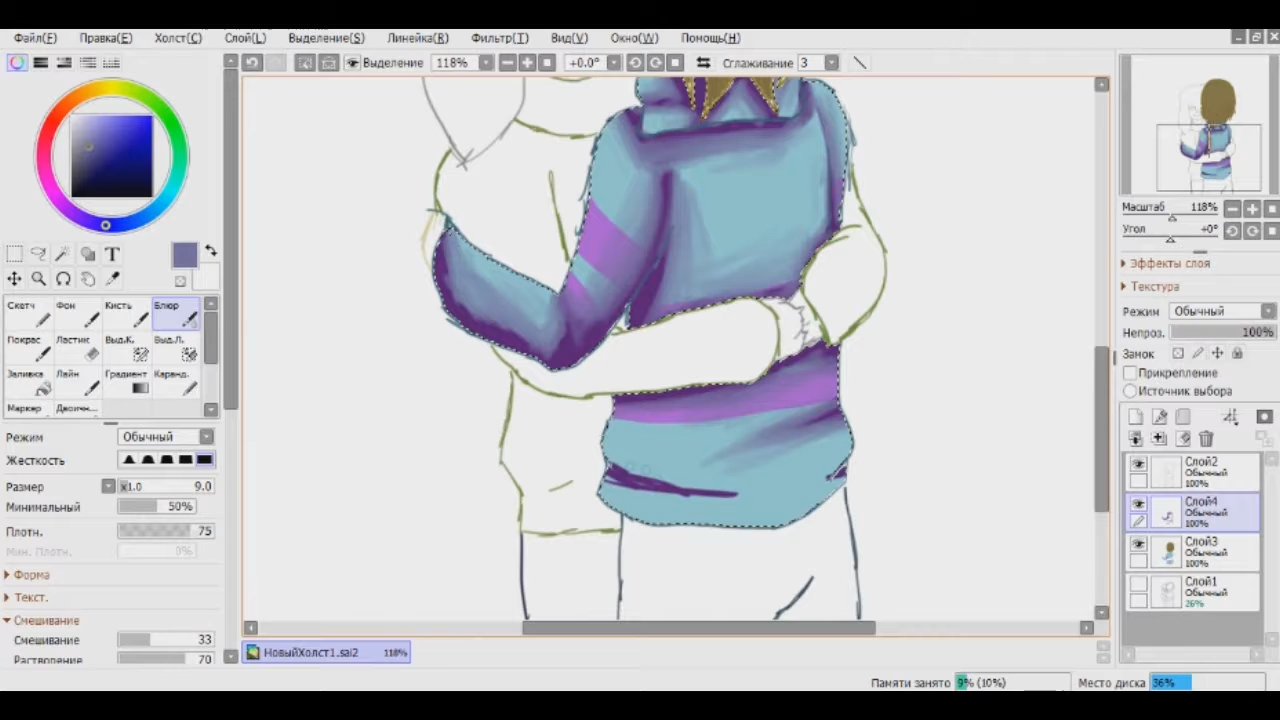 Файл(F) Правка(E) Холст(C) Слой(L) Выделение(S) Линейка(R) Фильтр(T) Вид(V) Окно(W) Помощь(H)
Выделение 118% +0.0° Сглаживание 3
Масштаб 118%
Угол +0°
T
Скетч Фон Кисть Блюр
Покрас Ластик Выд.К. Выд.Л.
Заливка Лайн Градиент Каранд.
Маркер Двоичн...
Режим Обычный
Жесткость
Размер x1.0 9.0
Минимальный 50%
Плотн. 75
Мин. Плотн. 0%
Форма
Текст.
Смешивание
Смешивание 33
Растворение 70
Эффекты слоя
Текстура
Режим Обычный
Непроз. 100%
Замок
Прикрепление
Источник выбора
Слой2
Обычный
100%
Слой4
Обычный
100%
Слой3
Обычный
100%
Слой1
Обычный
26%
НовыйХолст1.sai2 118%
Памяти занято 9% (10%) Место диска 36%